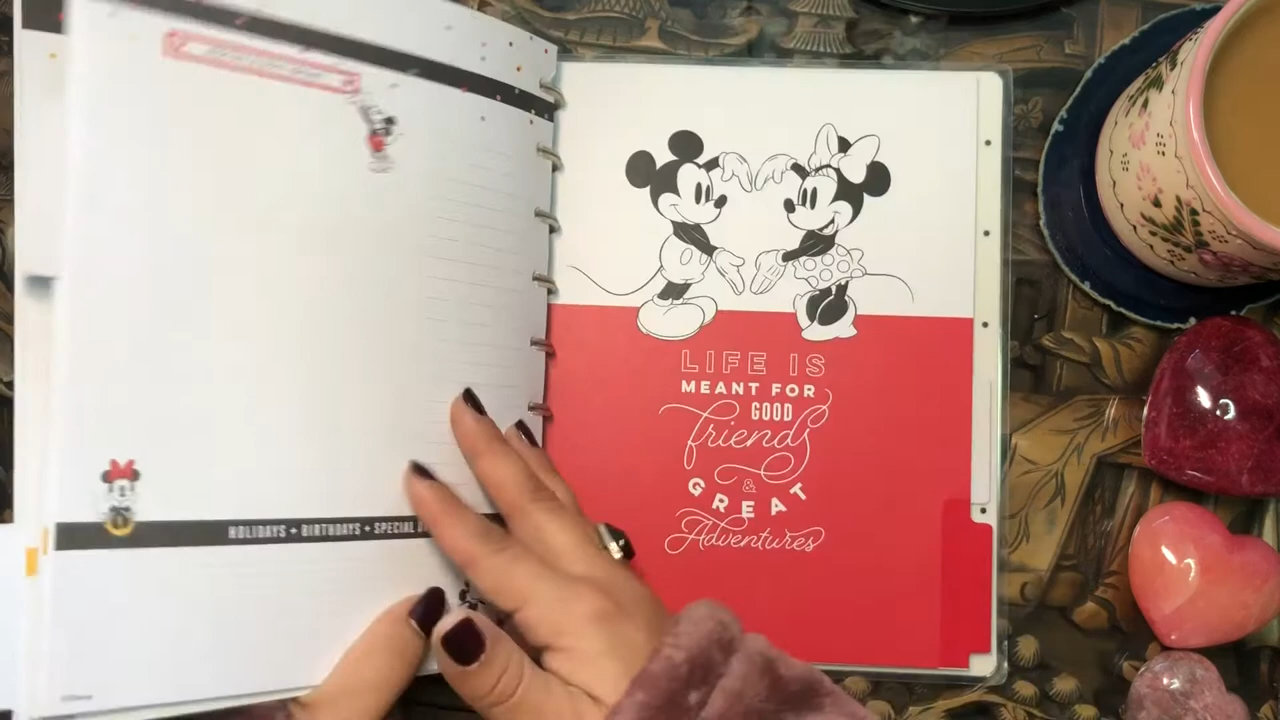 HOLIDAYS + BIRTHDAYS + SPECIAL
LIFE IS
MEANT FOR
GOOD
friends
&
GREAT
Adventures